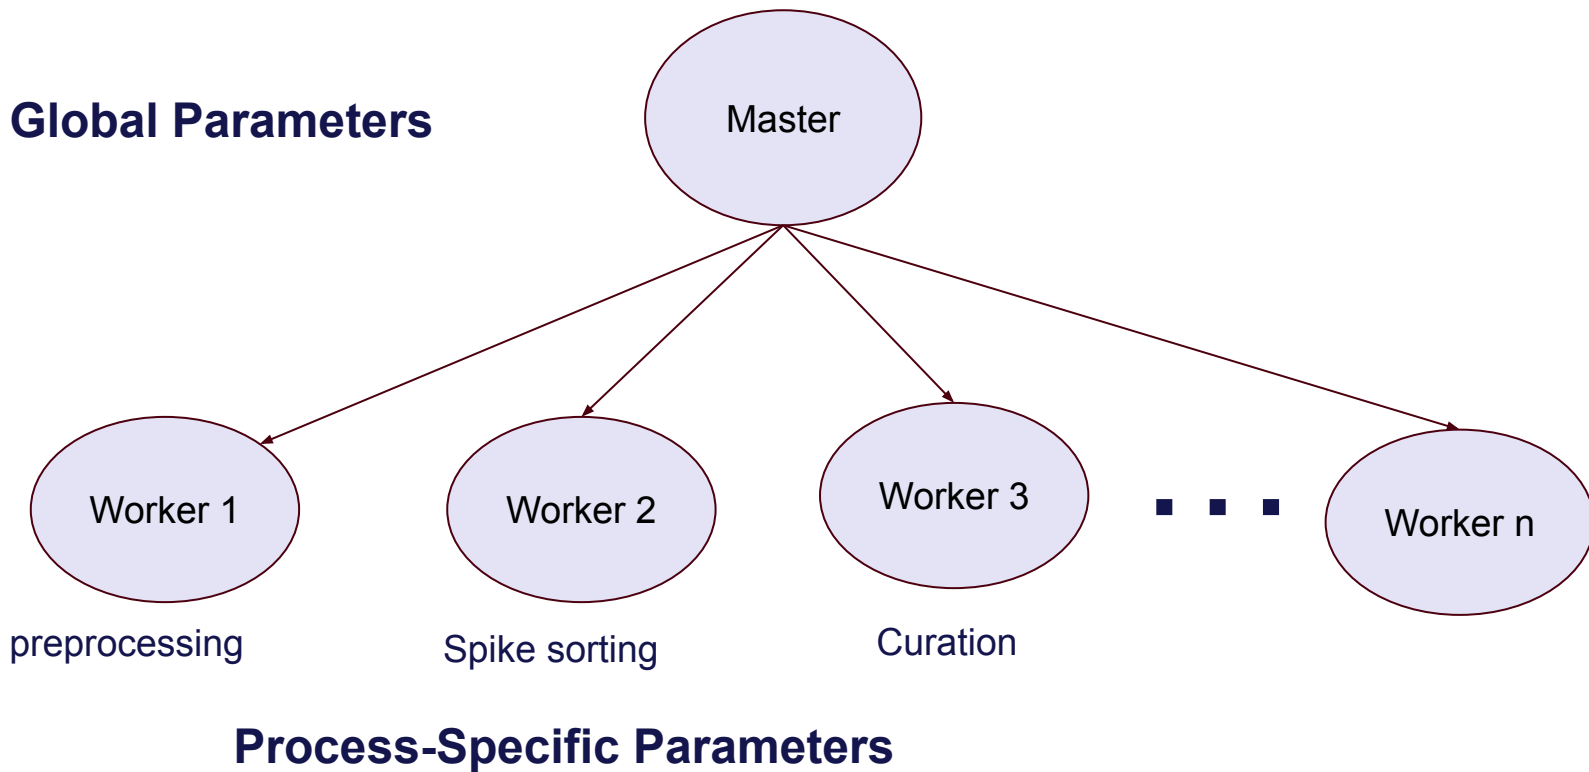 Global Parameters
Master
Worker 1
Worker 2
Worker 3
Worker n
preprocessing
Spike sorting
Curation
Process-Specific Parameters